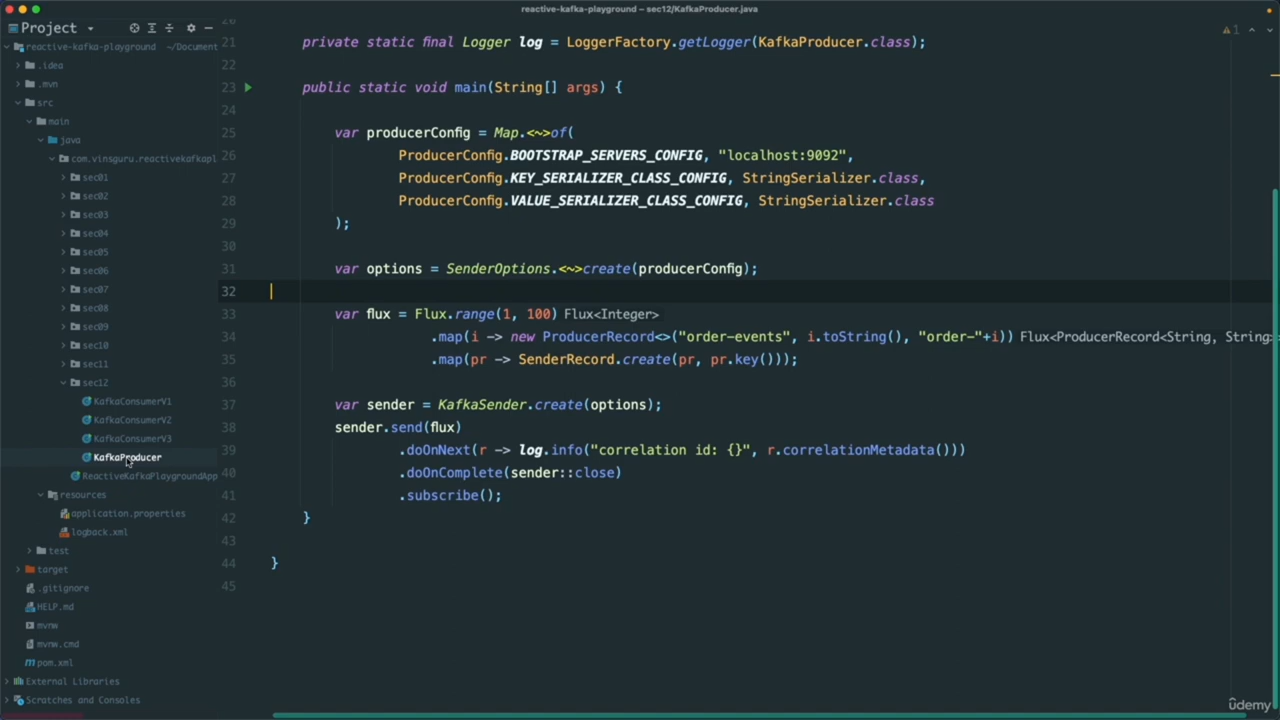 reactive-kafka-playground – sec12/KafkaProducer.java
Project
reactive-kafka-playground ~/Document
.idea
.mvn
src
main
java
com.vinsguru.reactivekafkapl
sec01
sec02
sec03
sec04
sec05
sec06
sec07
sec08
sec09
sec10
sec11
sec12
KafkaConsumerV1
KafkaConsumerV2
KafkaConsumerV3
KafkaProducer
ReactiveKafkaPlaygroundApp
resources
application.properties
logback.xml
test
target
.gitignore
HELP.md
mvnw
mvnw.cmd
pom.xml
External Libraries
Scratches and Consoles
20
21 private static final Logger log = LoggerFactory.getLogger(KafkaProducer.class);
22
23 public static void main(String[] args) {
24
25 var producerConfig = Map.<~>of(
26 ProducerConfig.BOOTSTRAP_SERVERS_CONFIG, "localhost:9092",
27 ProducerConfig.KEY_SERIALIZER_CLASS_CONFIG, StringSerializer.class,
28 ProducerConfig.VALUE_SERIALIZER_CLASS_CONFIG, StringSerializer.class
29 );
30
31 var options = SenderOptions.<~>create(producerConfig);
32
33 var flux = Flux.range(1, 100) Flux<Integer>
34 .map(i -> new ProducerRecord<>("order-events", i.toString(), "order-"+i)) Flux<ProducerRecord<String, String>
35 .map(pr -> SenderRecord.create(pr, pr.key()));
36
37 var sender = KafkaSender.create(options);
38 sender.send(flux)
39 .doOnNext(r -> log.info("correlation id: {}", r.correlationMetadata()))
40 .doOnComplete(sender::close)
41 .subscribe();
42 }
43
44 }
45
1
udemy